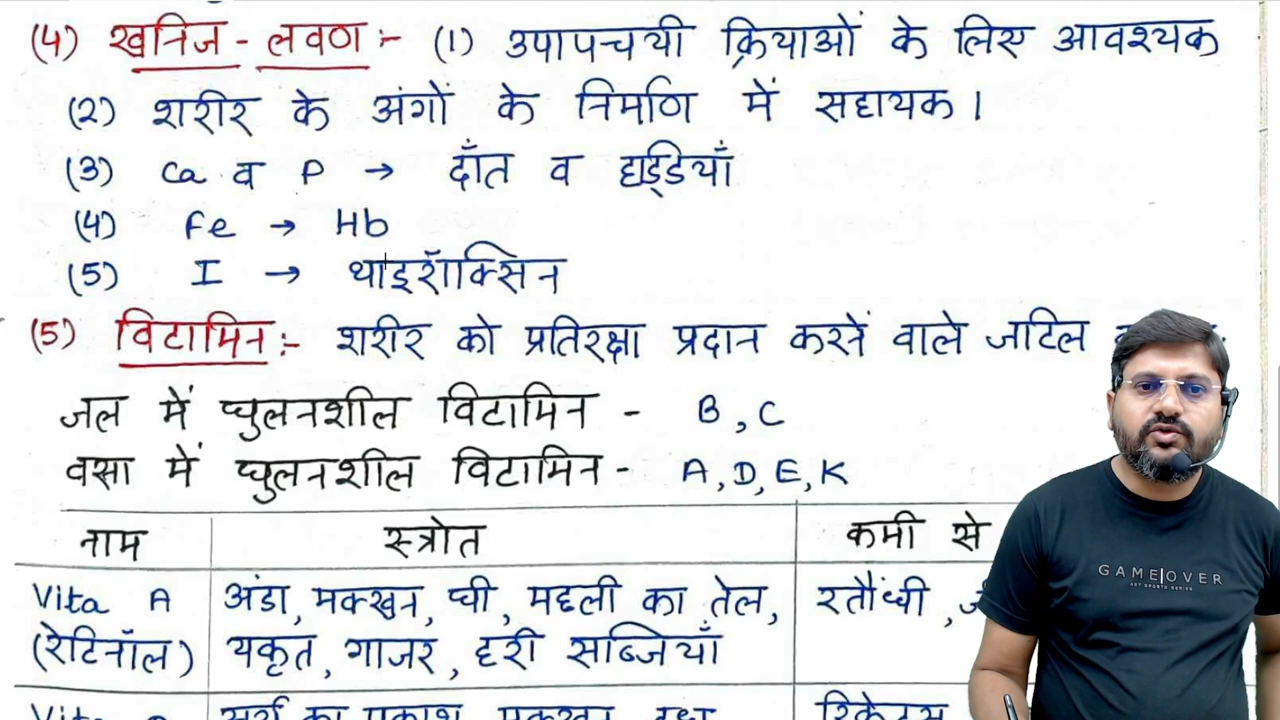 (4) खनिज - लवण :- (1) उपापचयी क्रियाओं के लिए आवश्यक
(2) शरीर के अंगों के निर्माण में सहायक।
(3) Ca व P → दाँत व हड्डियाँ
(4) Fe → Hb
(5) I → थाइरॉक्सिन
(5) विटामिन :- शरीर को प्रतिरक्षा प्रदान करने वाले जटिल
जल में घुलनशील विटामिन - B, C
वसा में घुलनशील विटामिन - A, D, E, K
नाम स्त्रोत कमी से
Vita A अंडा, मक्खन, घी, मछली का तेल, रतौंधी,
(रेटिनॉल) यकृत, गाजर, हरी सब्जियाँ
GAME OVER